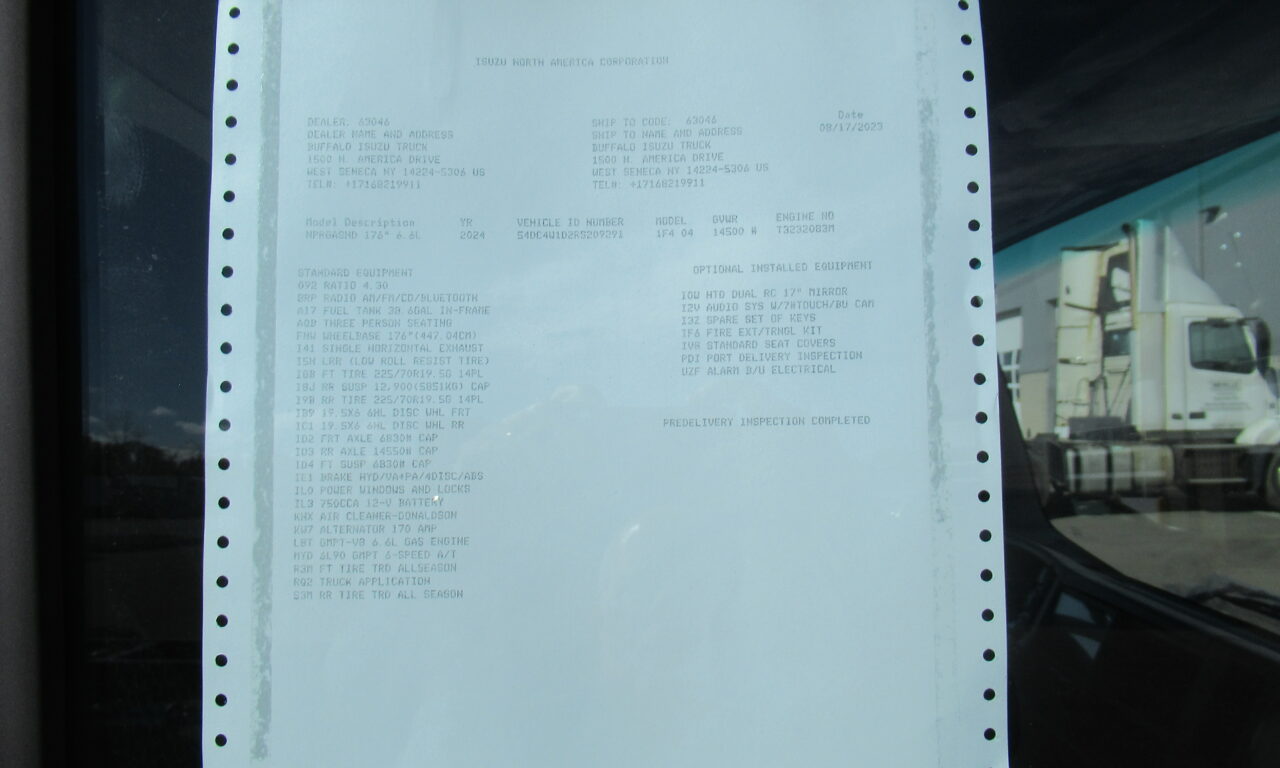 ISUZU NORTH AMERICA CORPORATION
Date
08/17/2023
DEALER: 63046
DEALER NAME AND ADDRESS
BUFFALO ISUZU TRUCK
1500 N. AMERICA DRIVE
WEST SENECA NY 14224-5306 US
TEL#: +17168219911
SHIP TO CODE: 63046
SHIP TO NAME AND ADDRESS
BUFFALO ISUZU TRUCK
1500 N. AMERICA DRIVE
WEST SENECA NY 14224-5306 US
TEL#: +17168219911
Model Description YR VEHICLE ID NUMBER MODEL GVWR ENGINE NO
176" 6.6L 2024 54DC4W1D2RS209291 1F4 04 14500 #
STANDARD EQUIPMENT
092 RATIO 4.30
8RP RADIO AM/FM/CD/BLUETOOTH
A17 FUEL TANK 38.6GAL IN-FRAME
AQ0 THREE PERSON SEATING
FMW WHEELBASE 176"(447.04CM)
I41 SINGLE HORIZONTAL EXHAUST
I5H LRR (LOW ROLL RESIST TIRE)
I6B FT TIRE 225/70R19.5G 14PL
I8J RR SUSP 12,900(5851KG) CAP
I9B RR TIRE 225/70R19.5G 14PL
IB9 19.5X6 6HL DISC WHL FRT
IC1 19.5X6 6HL DISC WHL RR
ID2 FRT AXLE 6830# CAP
ID3 RR AXLE 14550# CAP
ID4 FT SUSP 6830# CAP
IE1 BRAKE HYD/VA+PA/4DISC/ABS
IL0 POWER WINDOWS AND LOCKS
IL3 750CCA 12-V BATTERY
KNX AIR CLEANER-DONALDSON
KW7 ALTERNATOR 170 AMP
L8T GMPT-V8 6.6L GAS ENGINE
MYD 6L90 GMPT 6-SPEED A/T
R3M FT TIRE TRD ALLSEASON
RQ2 TRUCK APPLICATION
S3M RR TIRE TRD ALL SEASON
OPTIONAL INSTALLED EQUIPMENT
I0W HTD DUAL RC 17" MIRROR
I2V AUDIO SYS W/7#TOUCH/BU CAM
I3Z SPARE SET OF KEYS
IF6 FIRE EXT/TRNGL KIT
IV8 STANDARD SEAT COVERS
PDI PORT DELIVERY INSPECTION
UZF ALARM B/U ELECTRICAL
PREDELIVERY INSPECTION COMPLETED